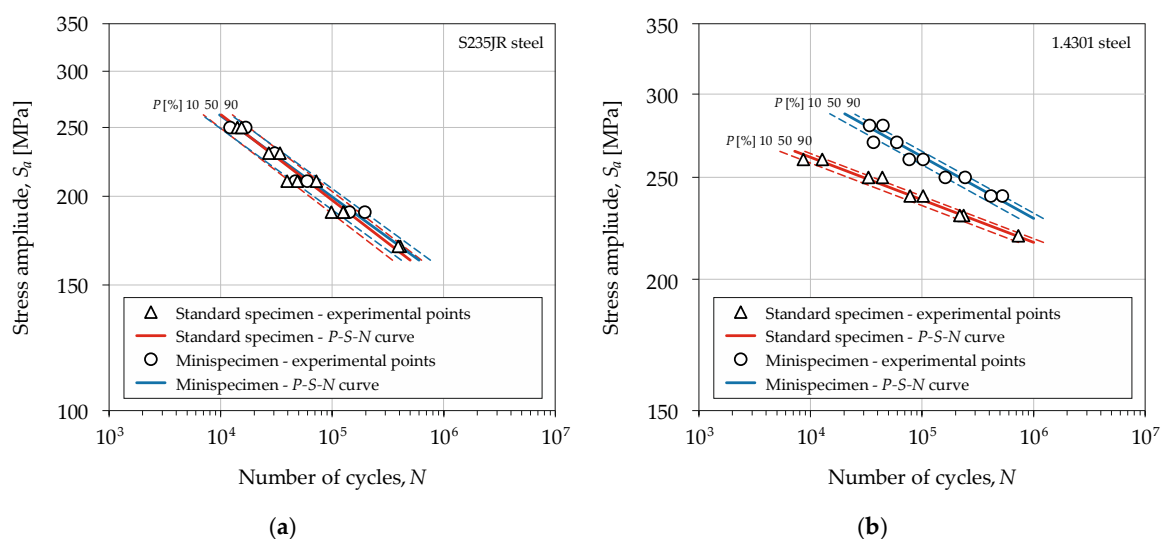 350
300
250
200
150
100
Stress ampliude, Sₐ [MPa]
S235JR steel
P [%] 10 50 90
Standard specimen - experimental points
Standard specimen - P-S-N curve
Minispecimen - experimental points
Minispecimen - P-S-N curve
10³ 10⁴ 10⁵ 10⁶ 10⁷
Number of cycles, N
(a)
350
300
250
200
150
Stress ampliude, Sₐ [MPa]
1.4301 steel
P [%] 10 50 90
P [%] 10 50 90
Standard specimen - experimental points
Standard specimen - P-S-N curve
Minispecimen - experimental points
Minispecimen - P-S-N curve
10³ 10⁴ 10⁵ 10⁶ 10⁷
Number of cycles, N
(b)